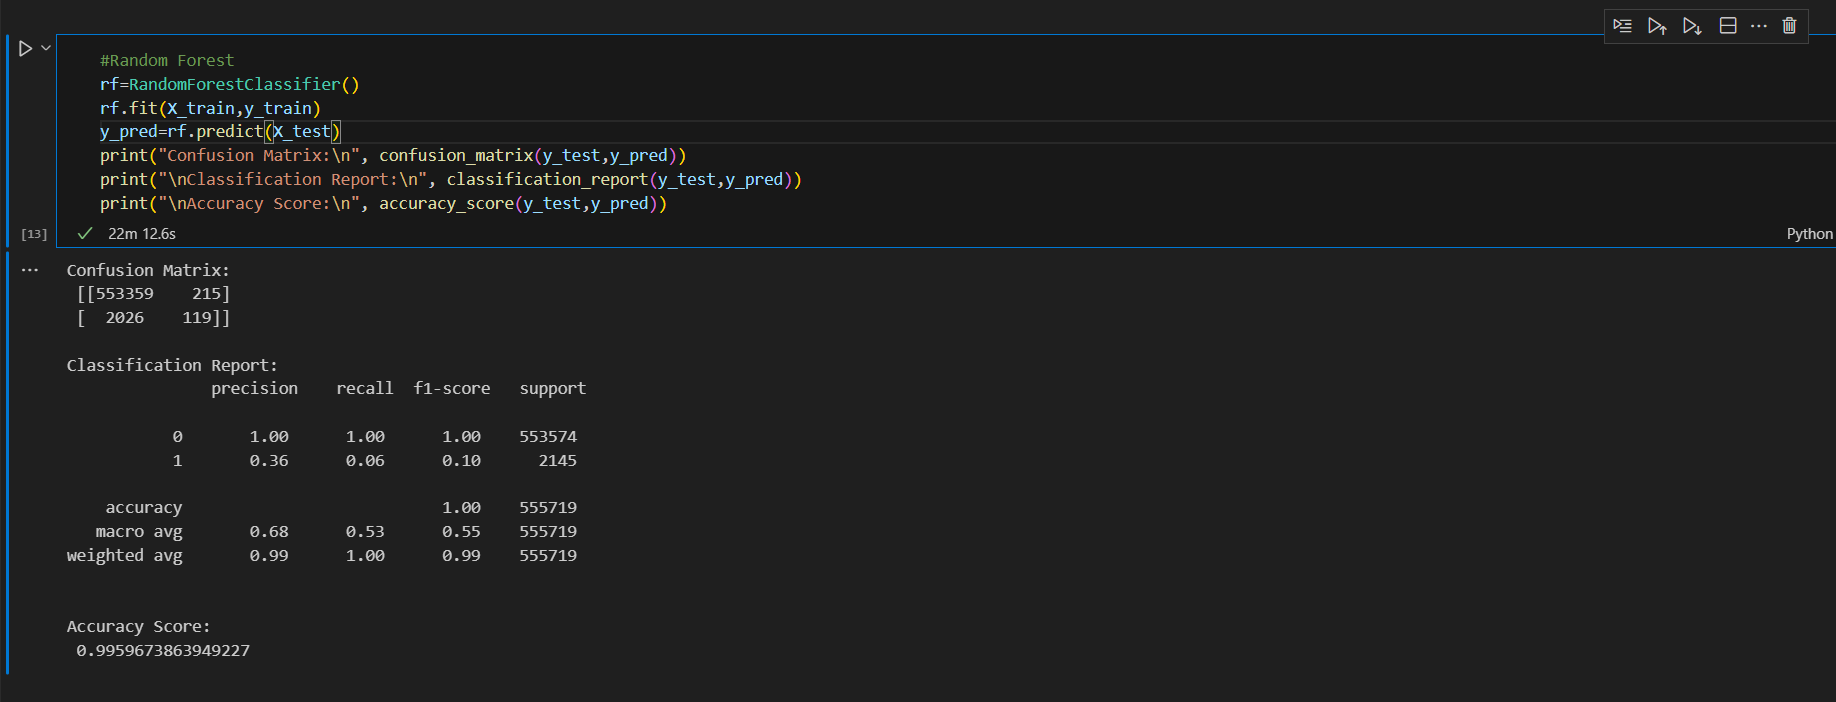 #Random Forest
rf=RandomForestClassifier()
rf.fit(X_train,y_train)
y_pred=rf.predict(X_test)
print("Confusion Matrix:\n", confusion_matrix(y_test,y_pred))
print("\nClassification Report:\n", classification_report(y_test,y_pred))
print("\nAccuracy Score:\n", accuracy_score(y_test,y_pred))
[13] 22m 12.6s Python
Confusion Matrix:
[[553359 215]
[ 2026 119]]
Classification Report:
precision recall f1-score support
0 1.00 1.00 1.00 553574
1 0.36 0.06 0.10 2145
accuracy 1.00 555719
macro avg 0.68 0.53 0.55 555719
weighted avg 0.99 1.00 0.99 555719
Accuracy Score:
0.9959673863949227